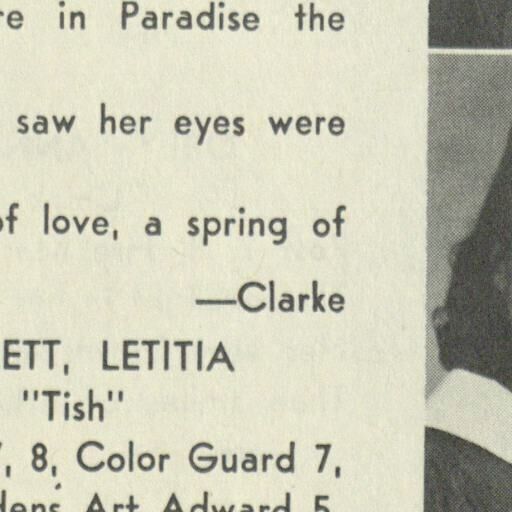 re in Paradise the
saw her eyes were
of love, a spring of
—Clarke
ETT, LETITIA
"Tish"
7, 8, Color Guard 7,
dens Art Adward 5